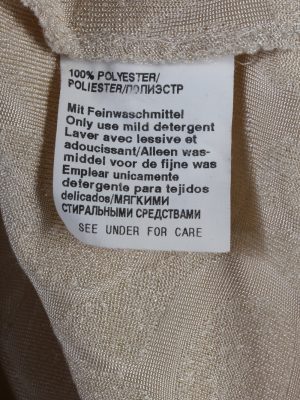 100% POLYESTER/
POLIESTER/ПОЛИЭСТР
Mit Feinwaschmittel
Only use mild detergent
Laver avec lessive et
adoucissant/Alleen was-
middel voor de fijne was
Emplear unicamente
detergente para tejidos
delicados/МЯГКИМИ
СТИРАЛЬНЫМИ СРЕДСТВАМИ
SEE UNDER FOR CARE